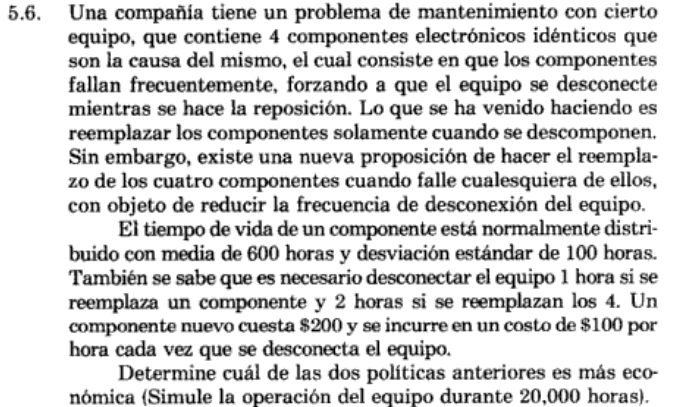 5.6. Una compañía tiene un problema de mantenimiento con cierto
equipo, que contiene 4 componentes electrónicos idénticos que
son la causa del mismo, el cual consiste en que los componentes
fallan frecuentemente, forzando a que el equipo se desconecte
mientras se hace la reposición. Lo que se ha venido haciendo es
reemplazar los componentes solamente cuando se descomponen.
Sin embargo, existe una nueva proposición de hacer el reempla-
zo de los cuatro componentes cuando falle cualesquiera de ellos,
con objeto de reducir la frecuencia de desconexión del equipo.
El tiempo de vida de un componente está normalmente distri-
buido con media de 600 horas y desviación estándar de 100 horas.
También se sabe que es necesario desconectar el equipo 1 hora si se
reemplaza un componente y 2 horas si se reemplazan los 4. Un
componente nuevo cuesta $200 y se incurre en un costo de $100 por
hora cada vez que se desconecta el equipo.
Determine cuál de las dos políticas anteriores es más eco-
nómica (Simule la operación del equipo durante 20,000 horas).